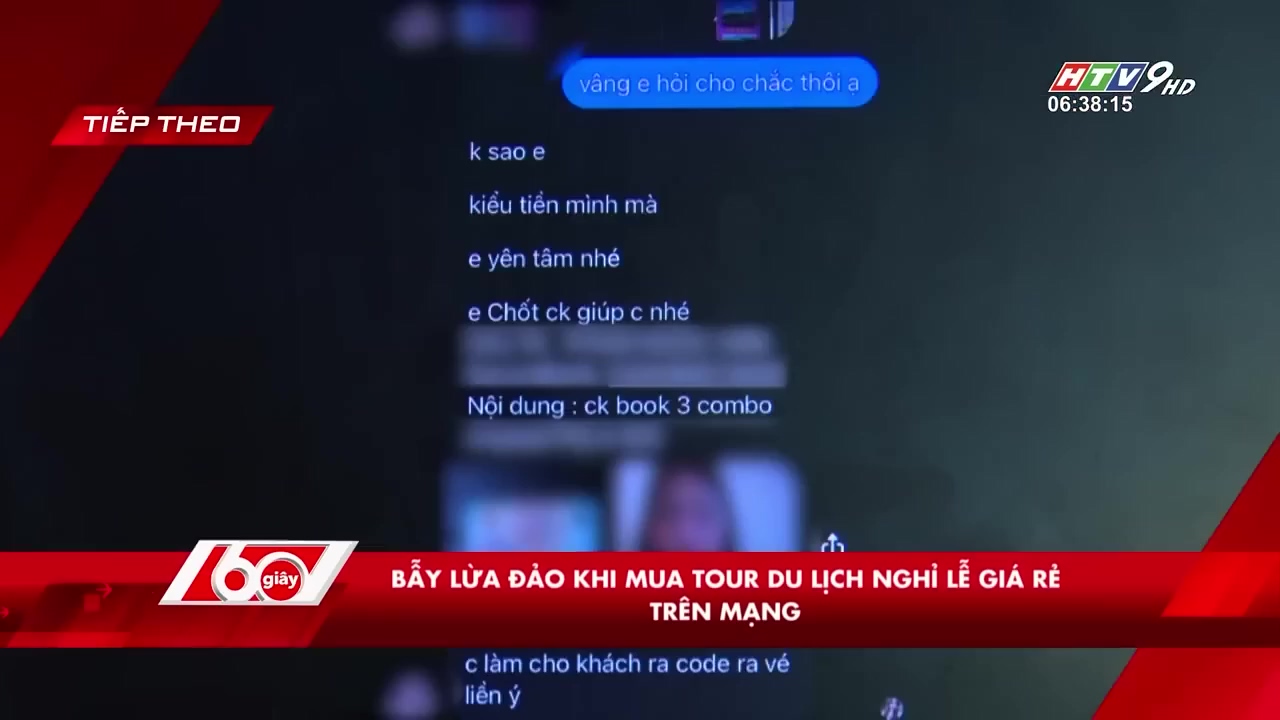 vâng e hỏi cho chắc thôi ạ
HTV9HD
06:38:15
TIẾP THEO
k sao e
kiểu tiền mình mà
e yên tâm nhé
e Chốt ck giúp c nhé
Nội dung : ck book 3 combo
60 giây
BẪY LỪA ĐẢO KHI MUA TOUR DU LỊCH NGHỈ LỄ GIÁ RẺ
TRÊN MẠNG
c làm cho khách ra code ra vé
liền ý